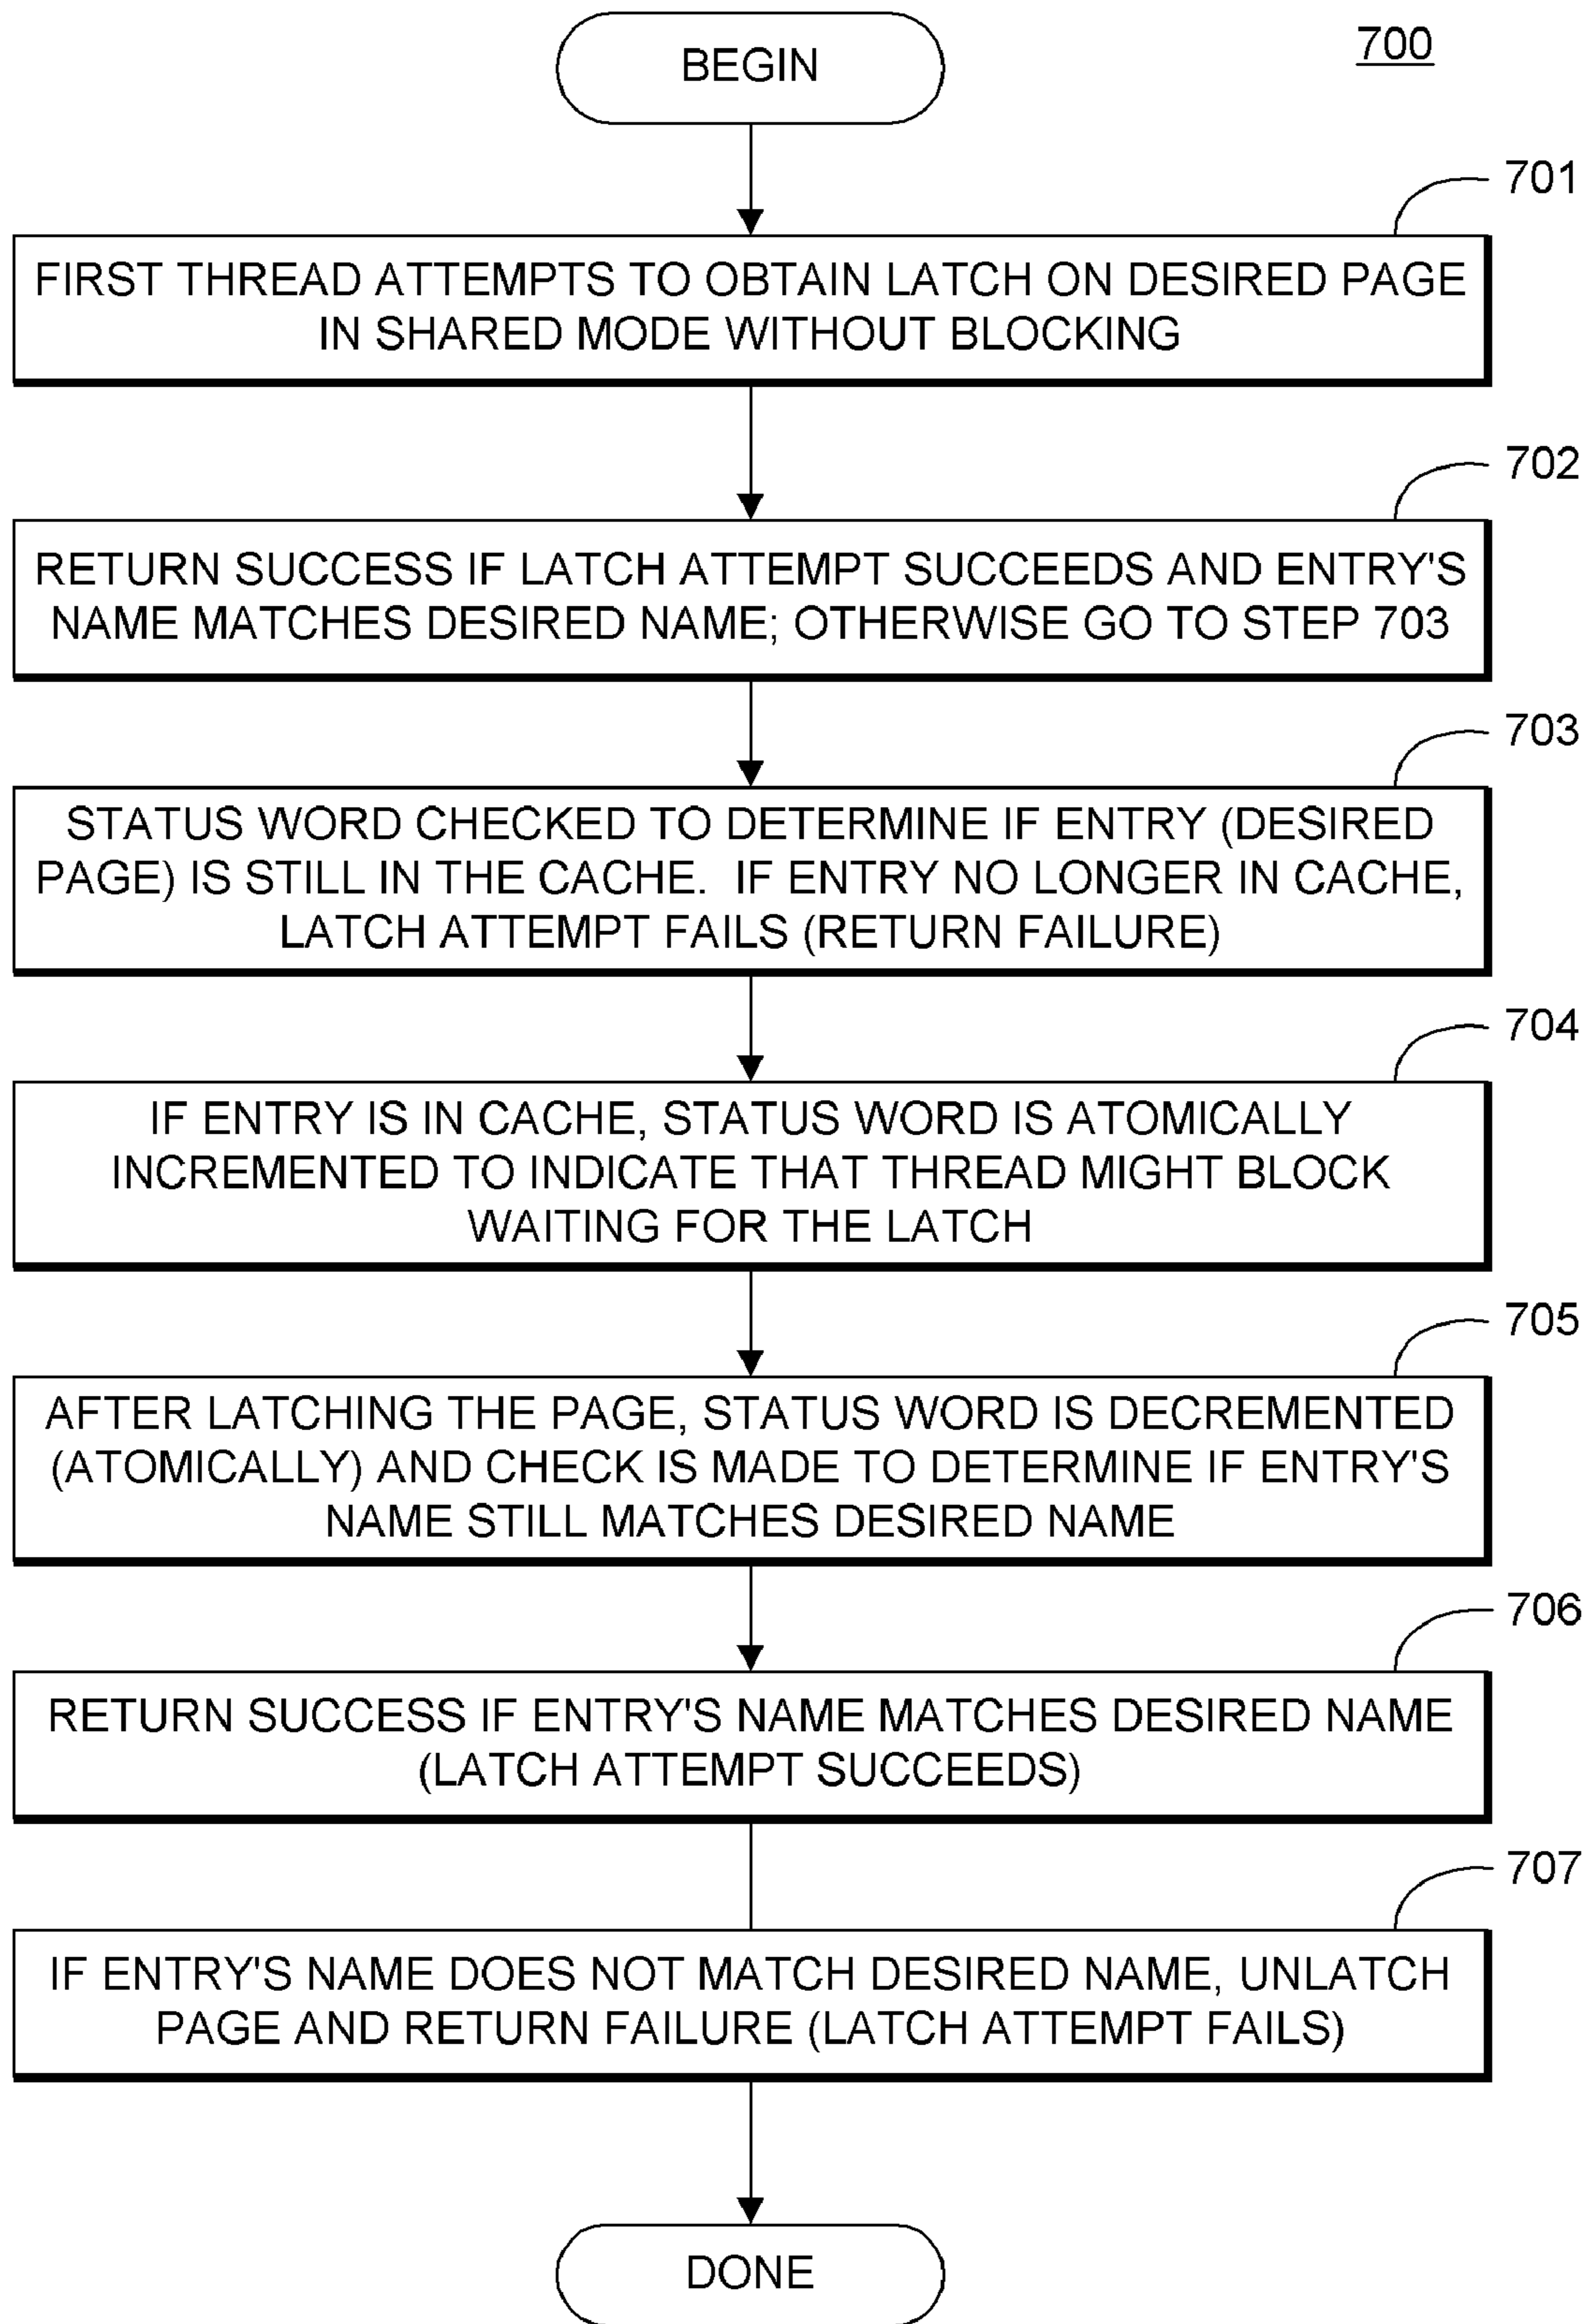 BEGIN
700
701
FIRST THREAD ATTEMPTS TO OBTAIN LATCH ON DESIRED PAGE
IN SHARED MODE WITHOUT BLOCKING
702
RETURN SUCCESS IF LATCH ATTEMPT SUCCEEDS AND ENTRY'S
NAME MATCHES DESIRED NAME; OTHERWISE GO TO STEP 703
703
STATUS WORD CHECKED TO DETERMINE IF ENTRY (DESIRED
PAGE) IS STILL IN THE CACHE.  IF ENTRY NO LONGER IN CACHE,
LATCH ATTEMPT FAILS (RETURN FAILURE)
704
IF ENTRY IS IN CACHE, STATUS WORD IS ATOMICALLY
INCREMENTED TO INDICATE THAT THREAD MIGHT BLOCK
WAITING FOR THE LATCH
705
AFTER LATCHING THE PAGE, STATUS WORD IS DECREMENTED
(ATOMICALLY) AND CHECK IS MADE TO DETERMINE IF ENTRY'S
NAME STILL MATCHES DESIRED NAME
706
RETURN SUCCESS IF ENTRY'S NAME MATCHES DESIRED NAME
(LATCH ATTEMPT SUCCEEDS)
707
IF ENTRY'S NAME DOES NOT MATCH DESIRED NAME, UNLATCH
PAGE AND RETURN FAILURE (LATCH ATTEMPT FAILS)
DONE